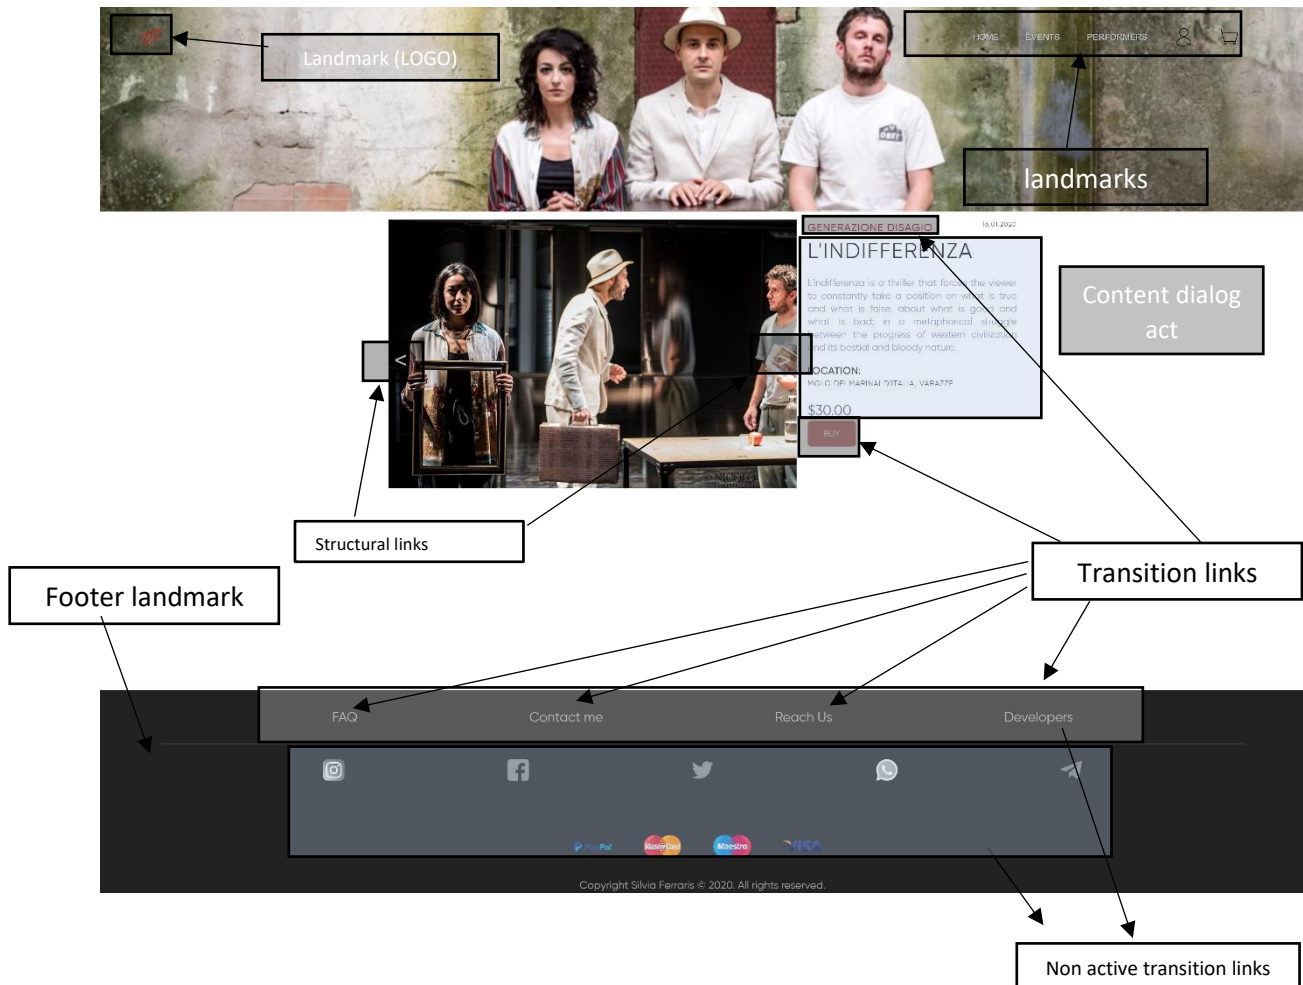 Landmark (LOGO)
HOME EVENTS PERFORMERS
OBEY
landmarks
GENERAZIONE DISAGIO 16.01.2020
L'INDIFFERENZA
L'indifferenza is a thriller that forces the viewer
to constantly take a position on what is true
and what is false, about what is good and
what is bad; in a metaphorical struggle
between the progress of western civilization
and its bestial and bloody nature.
LOCATION:
MOLO DEI MARINAI D'ITALIA, VARAZZE
$30.00
BUY
Content dialog
act
<
© NICOLÒ
Structural links
Transition links
Footer landmark
FAQ Contact me Reach Us Developers
PayPal MasterCard Maestro VISA
Copyright Silvia Ferraris © 2020. All rights reserved.
Non active transition links